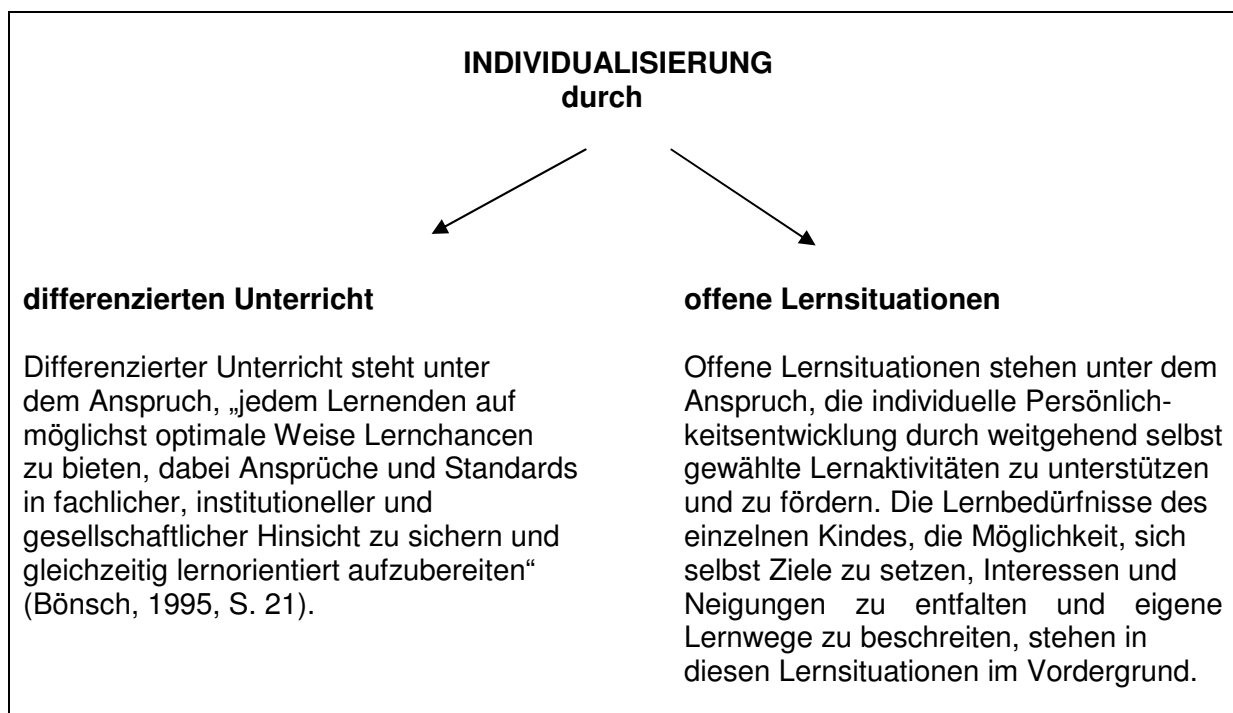 INDIVIDUALISIERUNG
durch
differenzierten Unterricht
Differenzierter Unterricht steht unter
dem Anspruch, „jedem Lernenden auf
möglichst optimale Weise Lernchancen
zu bieten, dabei Ansprüche und Standards
in fachlicher, institutioneller und
gesellschaftlicher Hinsicht zu sichern und
gleichzeitig lernorientiert aufzubereiten“
(Bönsch, 1995, S. 21).
offene Lernsituationen
Offene Lernsituationen stehen unter dem
Anspruch, die individuelle Persönlich-
keitsentwicklung durch weitgehend selbst
gewählte Lernaktivitäten zu unterstützen
und zu fördern. Die Lernbedürfnisse des
einzelnen Kindes, die Möglichkeit, sich
selbst Ziele zu setzen, Interessen und
Neigungen zu entfalten und eigene
Lernwege zu beschreiten, stehen in
diesen Lernsituationen im Vordergrund.